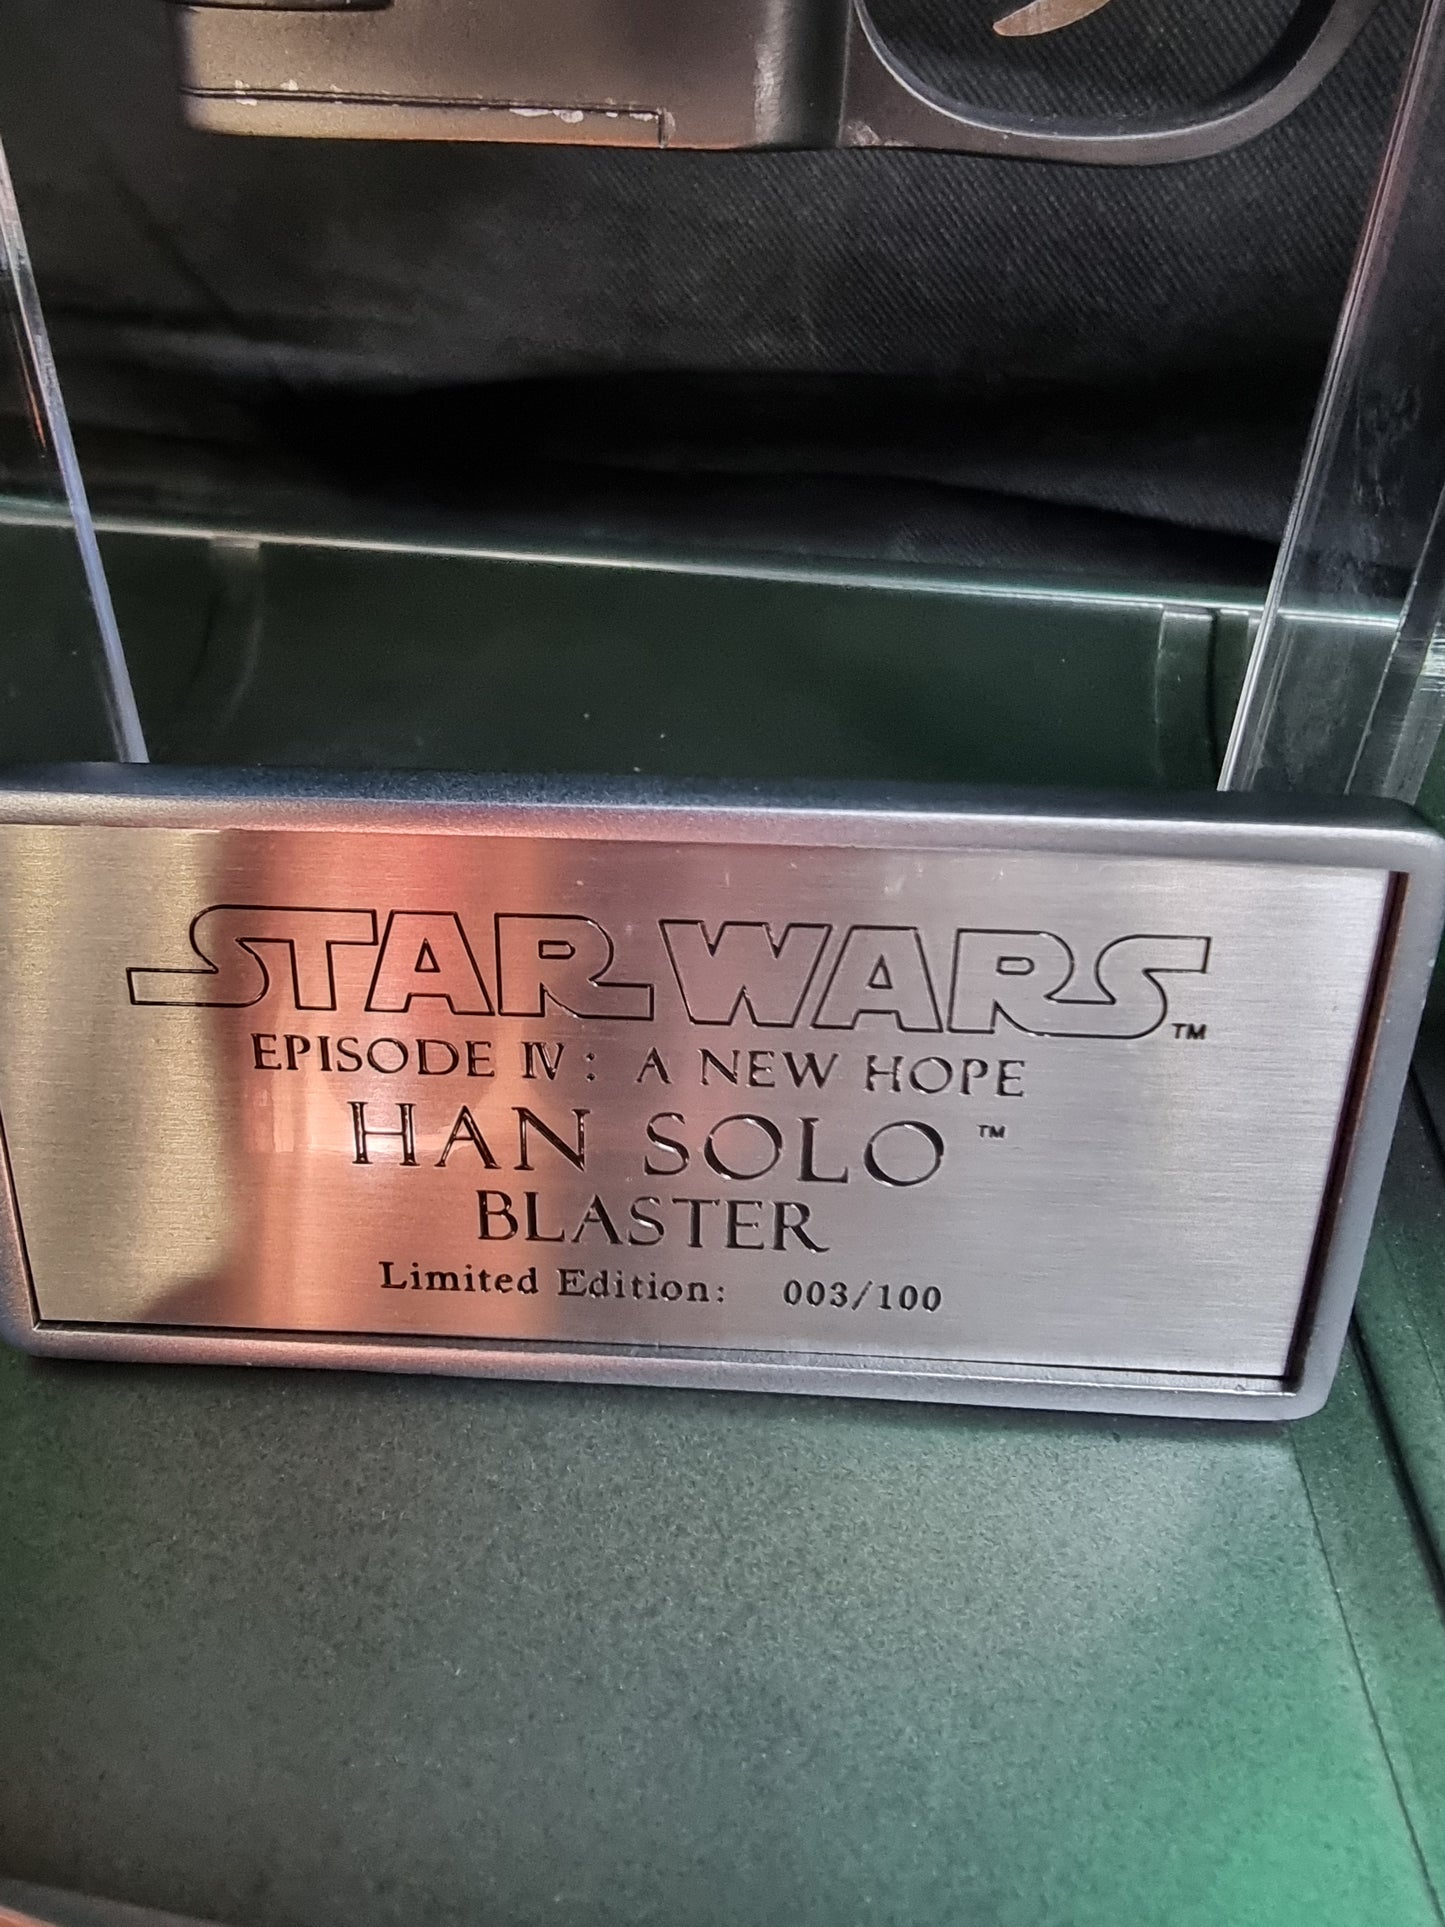 STAR WARS™
EPISODE IV: A NEW HOPE
HAN SOLO™
BLASTER
Limited Edition: 003/100